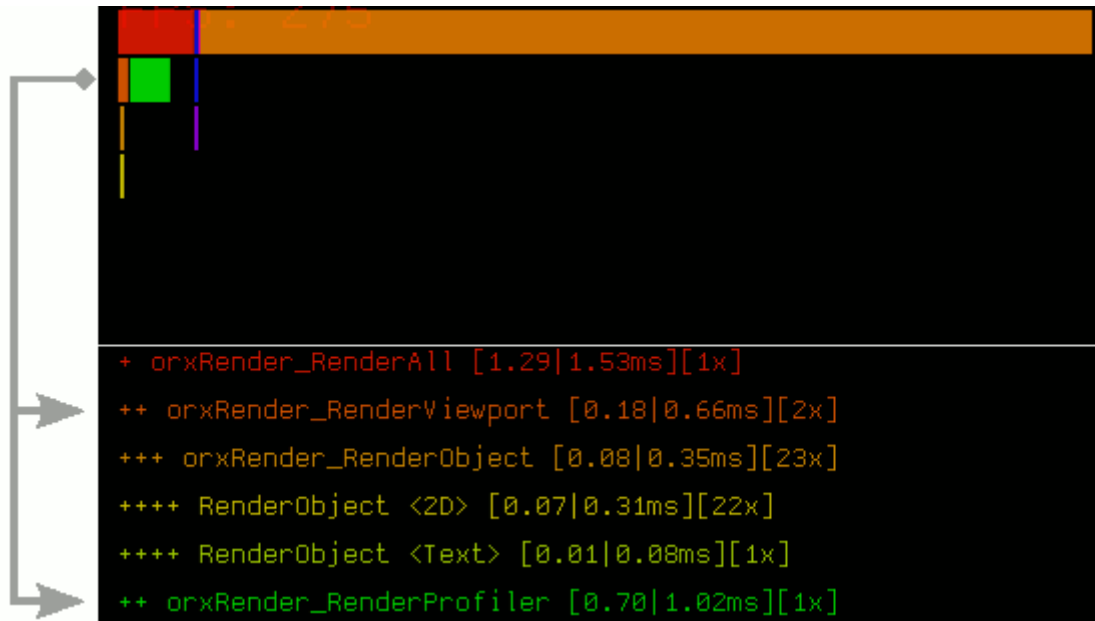 FPS: 275
+ orxRender_RenderAll [1.29|1.53ms][1x]
++ orxRender_RenderViewport [0.18|0.66ms][2x]
+++ orxRender_RenderObject [0.08|0.35ms][23x]
++++ RenderObject <2D> [0.07|0.31ms][22x]
++++ RenderObject <Text> [0.01|0.08ms][1x]
++ orxRender_RenderProfiler [0.70|1.02ms][1x]